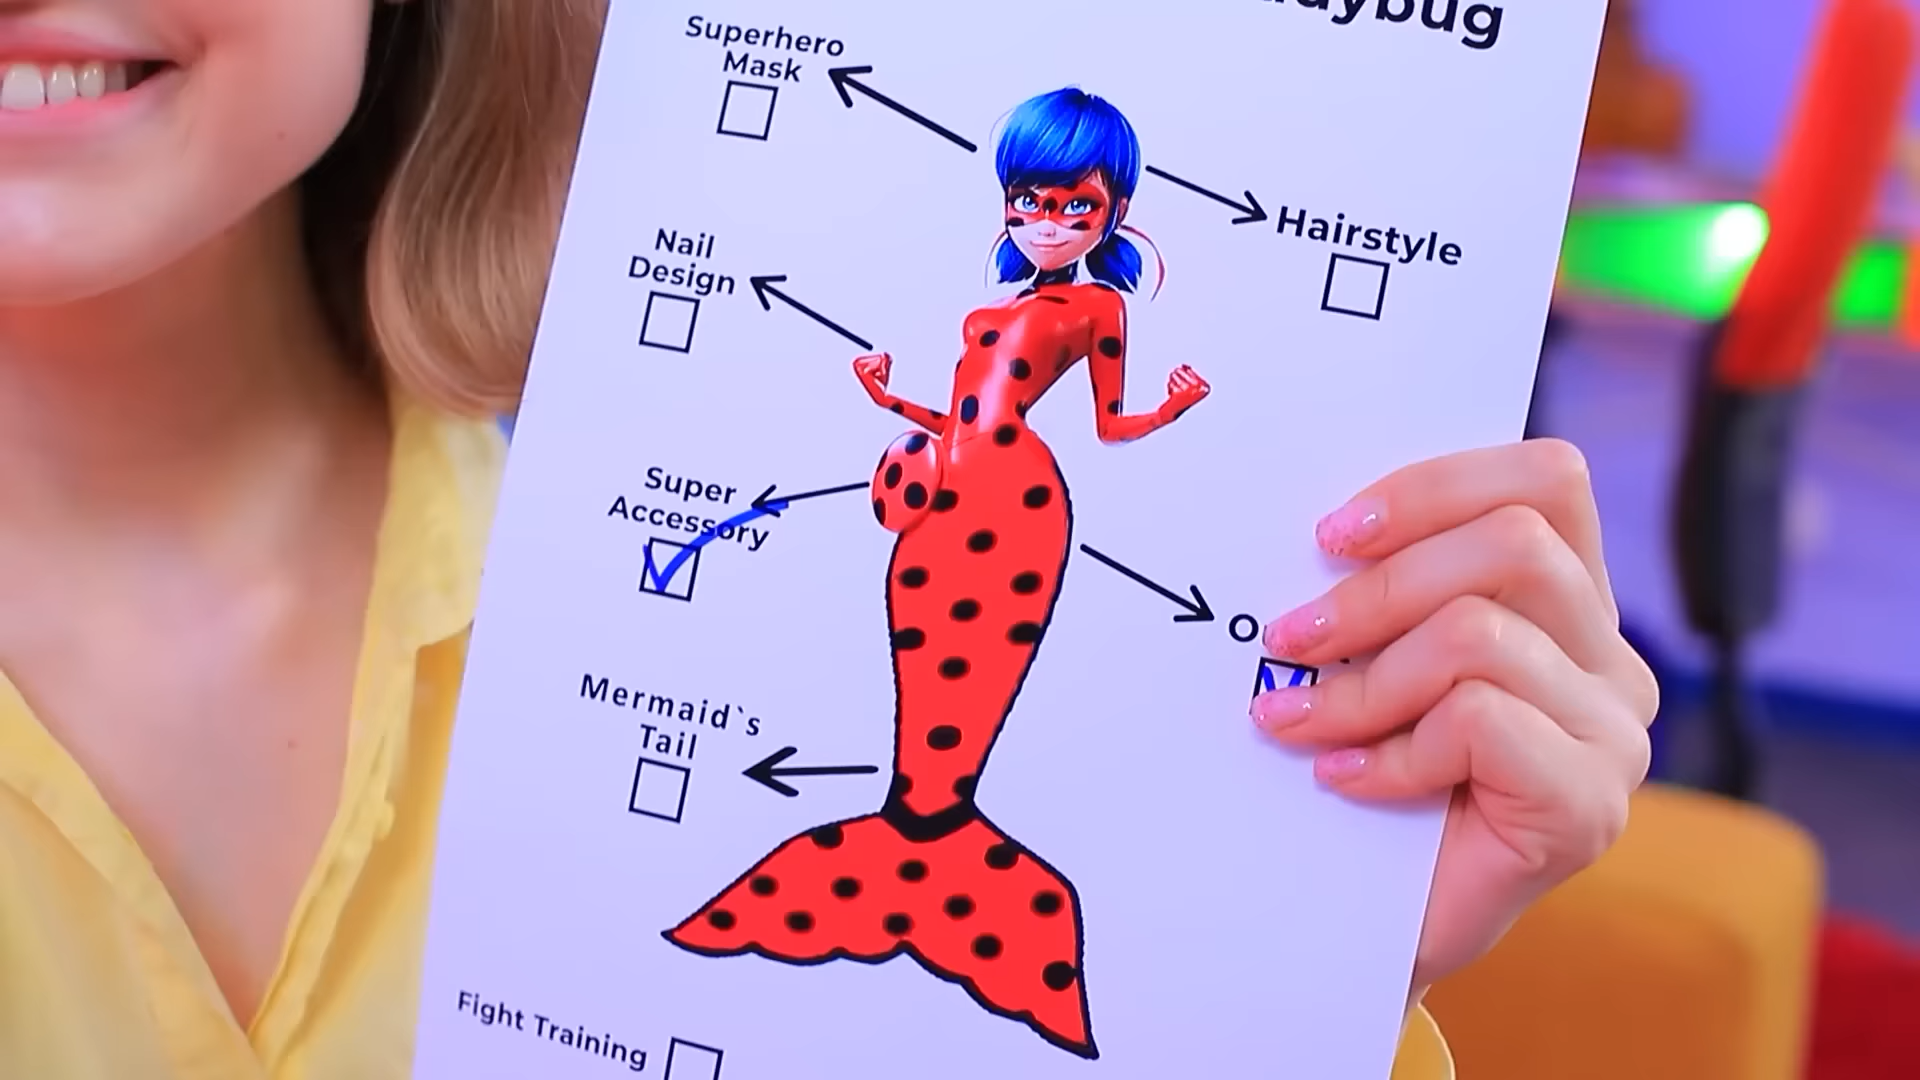 Superhero
Mask
Hairstyle
Nail
Design
Super
Accessory
Mermaid`s
Tail
Fight Training